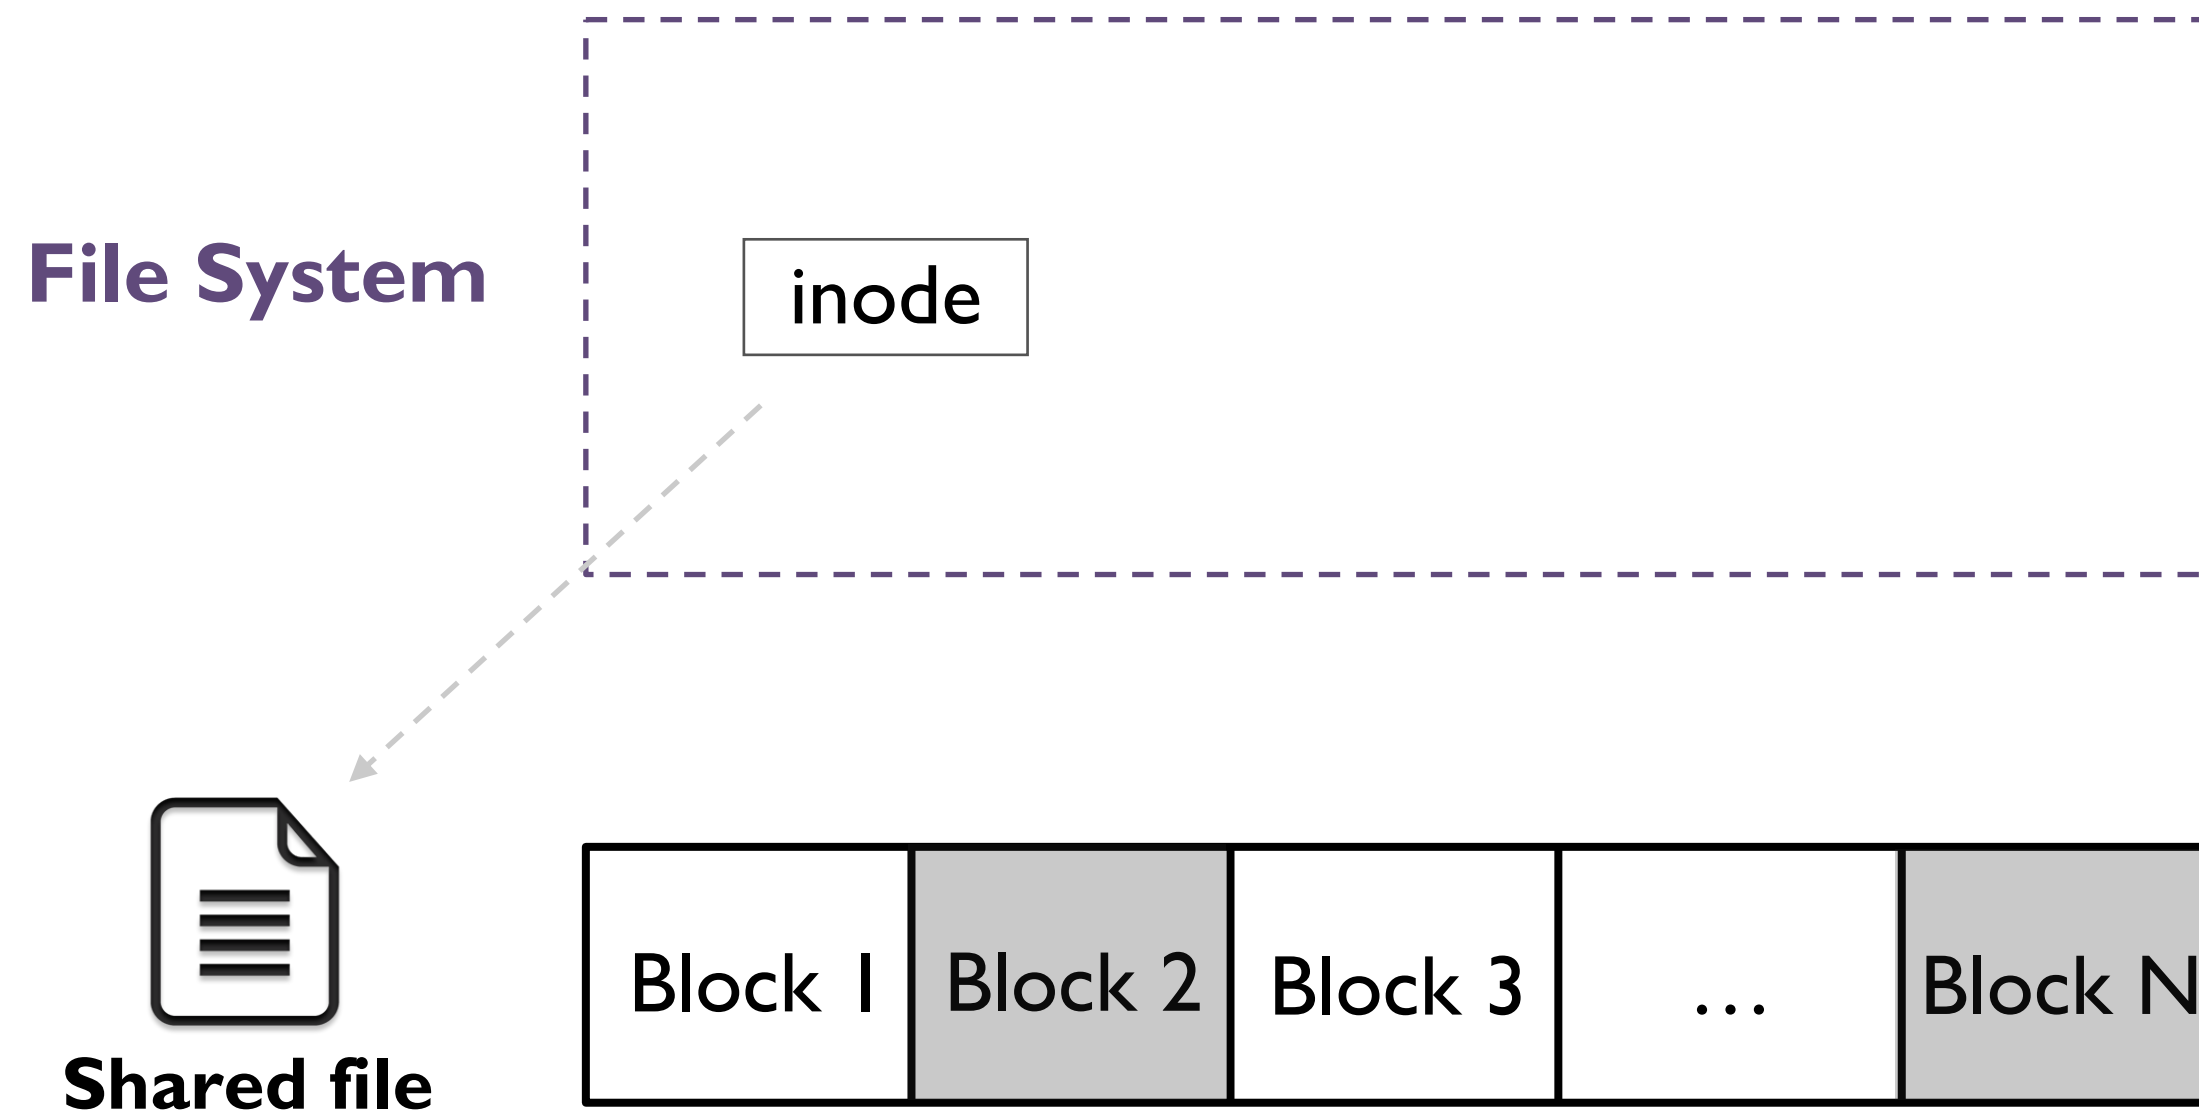 File System
inode
Block 1
Block 2
Block 3
...
Block N
Shared file